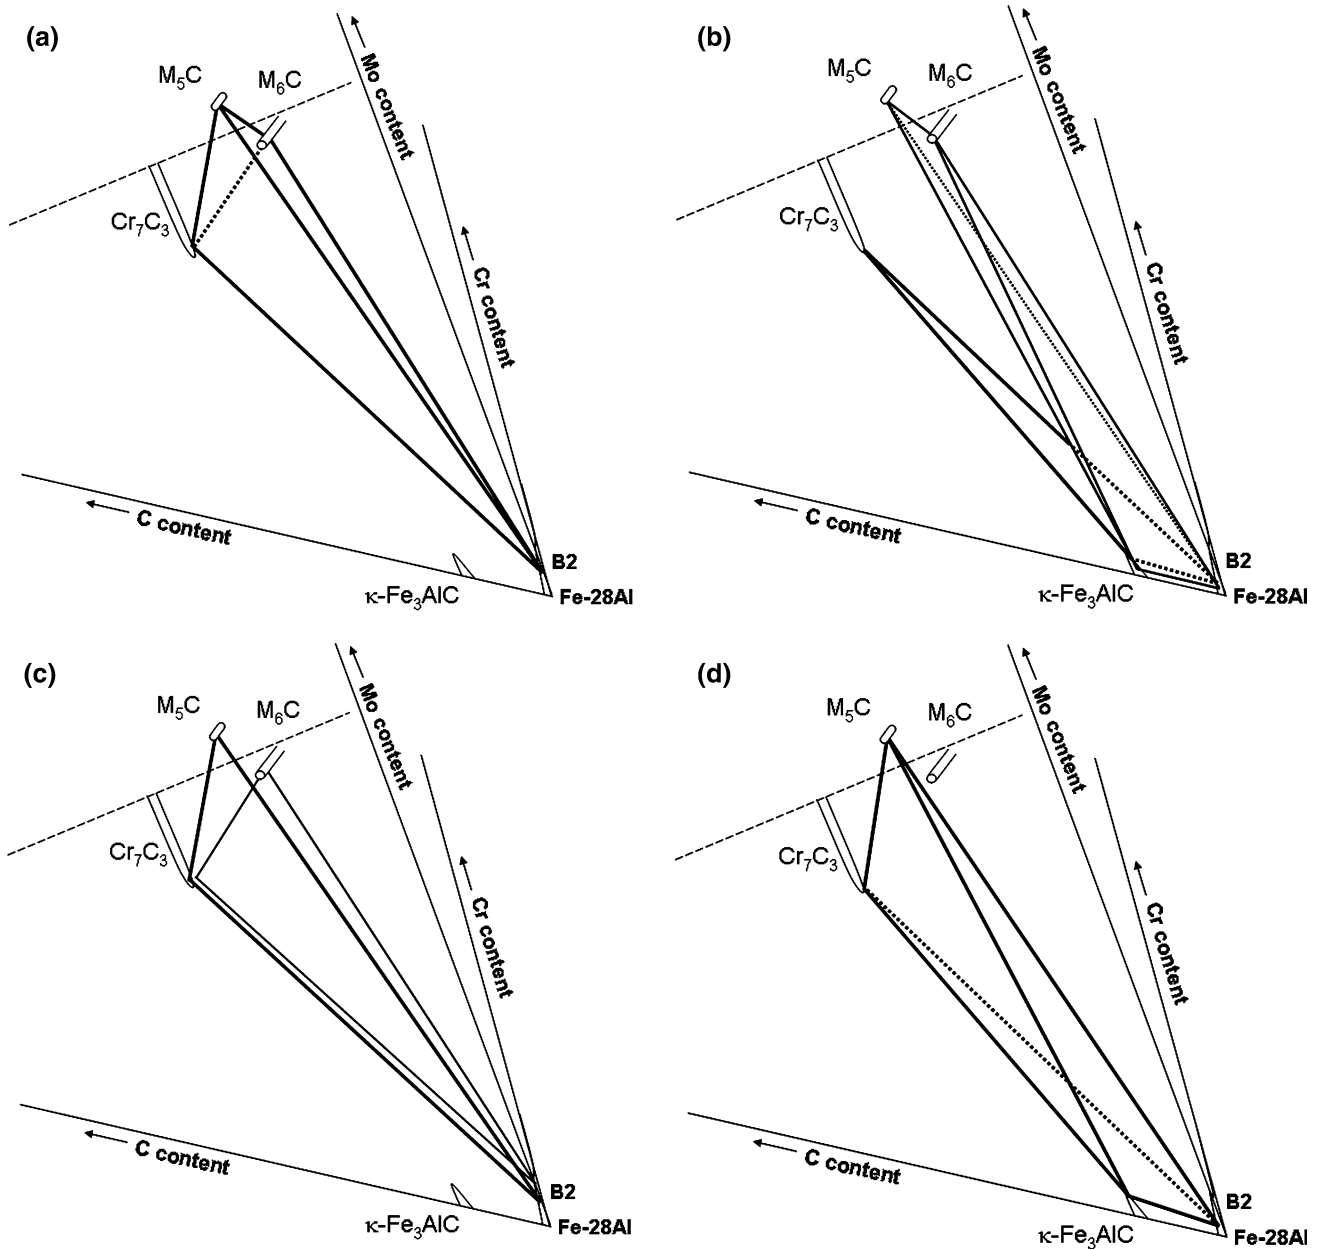 (a)
M₅C
M₆C
Mo content
Cr₇C₃
Cr content
C content
B2
κ-Fe₃AlC
Fe-28Al
(b)
M₅C
M₆C
Mo content
Cr₇C₃
Cr content
C content
B2
κ-Fe₃AlC
Fe-28Al
(c)
M₅C
M₆C
Mo content
Cr₇C₃
Cr content
C content
B2
κ-Fe₃AlC
Fe-28Al
(d)
M₅C
M₆C
Mo content
Cr₇C₃
Cr content
C content
B2
κ-Fe₃AlC
Fe-28Al